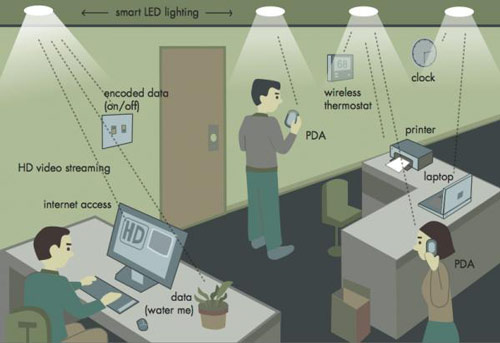 smart LED lighting
encoded data
(on/off)
HD video streaming
internet access
HD
data
(water me)
PDA
68
wireless
thermostat
clock
printer
laptop
PDA